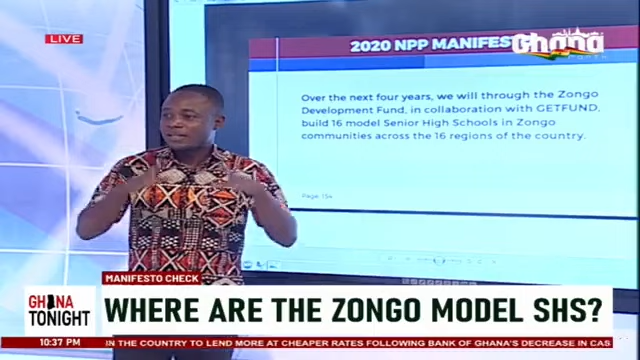 LIVE
2020 NPP MANIFES
Ghana
Over the next four years, we will through the Zongo
Development Fund, in collaboration with GETFUND,
build 16 model Senior High Schools in Zongo
communities across the 16 regions of the country.
MANIFESTO CHECK
GHANA
TONIGHT
WHERE ARE THE ZONGO MODEL SHS?
10:37 PM
IN THE COUNTRY TO LEND MORE AT CHEAPER RATES FOLLOWING BANK OF GHANA'S DECREASE IN CAS